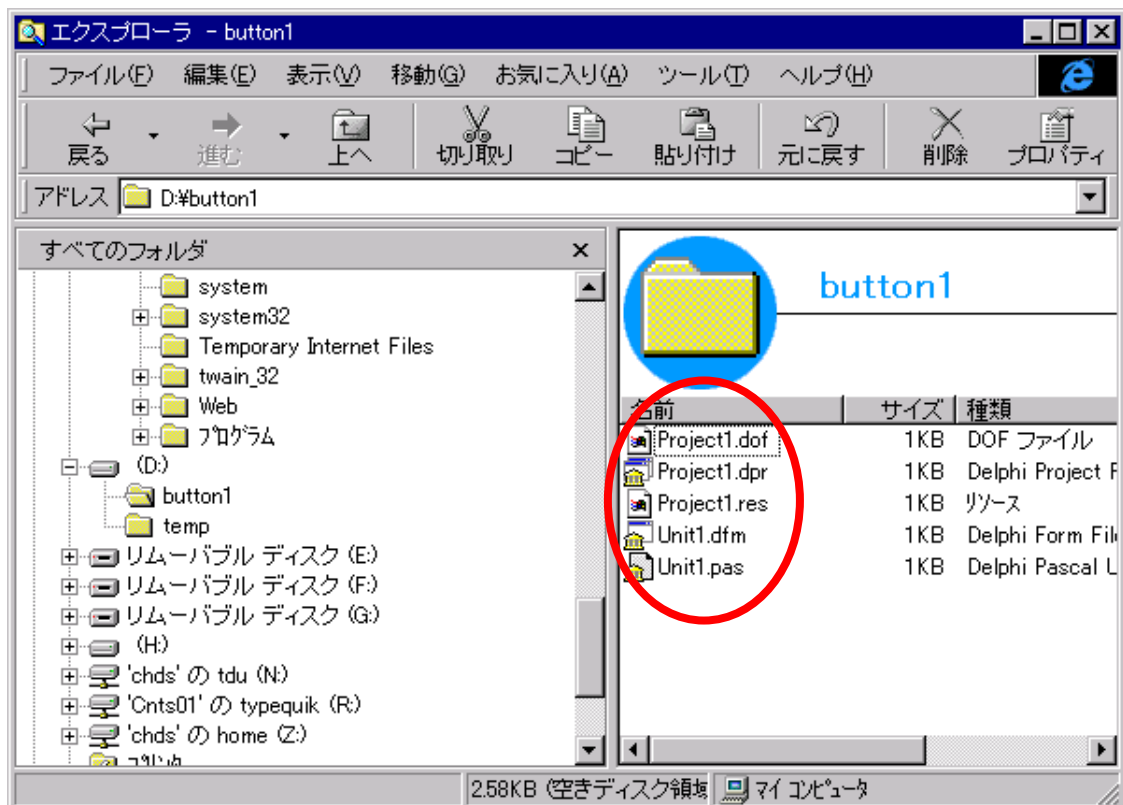 エクスプローラ - button1
ファイル(F) 編集(E) 表示(V) 移動(G) お気に入り(A) ツール(T) ヘルプ(H)
戻る 進む 上へ 切り取り コピー 貼り付け 元に戻す 削除 プロパティ
アドレス D:¥button1
すべてのフォルダ
system
system32
Temporary Internet Files
twain_32
Web
ﾌﾟﾛｸﾞﾗﾑ
(D:)
button1
temp
リムーバブル ディスク (E:)
リムーバブル ディスク (F:)
リムーバブル ディスク (G:)
(H:)
'chds' の tdu (N:)
'Cnts01' の typequik (R:)
'chds' の home (Z:)
button1
名前 サイズ 種類
Project1.dof 1KB DOF ファイル
Project1.dpr 1KB Delphi Project F
Project1.res 1KB ﾘｿｰｽ
Unit1.dfm 1KB Delphi Form File
Unit1.pas 1KB Delphi Pascal U
2.58KB (空きディスク領域 ﾏｲ ｺﾝﾋﾟｭｰﾀ